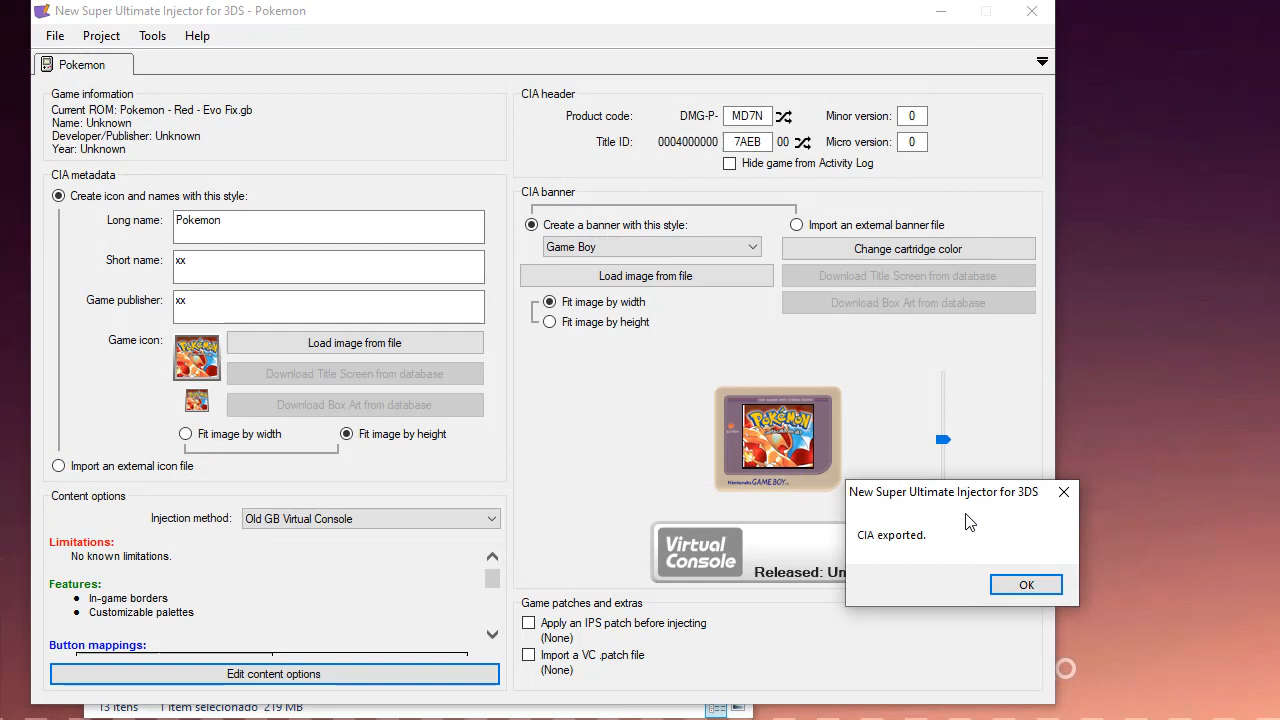 New Super Ultimate Injector for 3DS - Pokemon
File Project Tools Help
Pokemon
Game information
Current ROM: Pokemon - Red - Evo Fix.gb
Name: Unknown
Developer/Publisher: Unknown
Year: Unknown
CIA metadata
Create icon and names with this style:
Long name: Pokemon
Short name: xx
Game publisher: xx
Game icon: Load image from file
Download Title Screen from database
Download Box Art from database
Fit image by width Fit image by height
Import an external icon file
Content options
Injection method: Old GB Virtual Console
Limitations:
No known limitations.
Features:
In-game borders
Customizable palettes
Button mappings:
Edit content options
CIA header
Product code: DMG-P- MD7N Minor version: 0
Title ID: 0004000000 7AEB 00 Micro version: 0
Hide game from Activity Log
CIA banner
Create a banner with this style: Import an external banner file
Game Boy Change cartridge color
Load image from file Download Title Screen from database
Download Box Art from database
Fit image by width
Fit image by height
POKéMON
Nintendo GAME BOY
Virtual
Console
Released: Un
New Super Ultimate Injector for 3DS
CIA exported.
OK
Game patches and extras
Apply an IPS patch before injecting
(None)
Import a VC .patch file
(None)
13 itens 1 item selecionado 219 MB